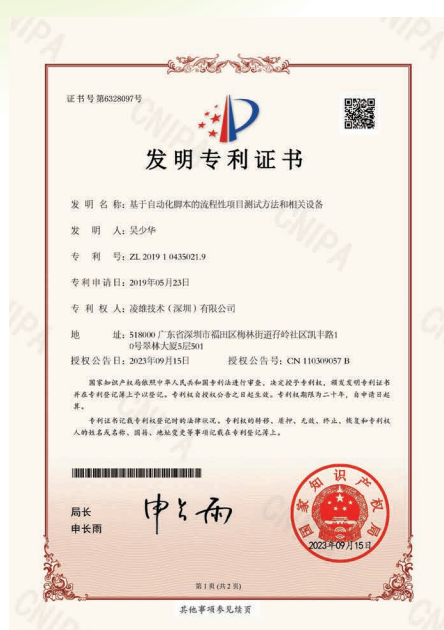 证书号第6328097号
发明专利证书
发 明 名 称：基于自动化脚本的流程性项目测试方法和相关设备
发 明 人：吴少华
专 利 号：ZL 2019 1 0435021.9
专利申请日：2019年05月23日
专 利 权 人：凌雄技术（深圳）有限公司
地 址：518000 广东省深圳市福田区梅林街道孖岭社区凯丰路1
0号翠林大厦5层501
授权公告日：2023年09月15日 授权公告号：CN 110309057 B
国家知识产权局依照中华人民共和国专利法进行审查，决定授予专利权，颁发发明专利证书
并在专利登记簿上予以登记。专利权自授权公告之日起生效。专利权期限为二十年，自申请日起
算。
专利证书记载专利权登记时的法律状况。专利权的转移、质押、无效、终止、恢复和专利权
人的姓名或名称、国籍、地址变更等事项记载在专利登记簿上。
局长
申长雨
申长雨
国家知识产权局
2023年09月15日
第 1 页 (共 2 页)
其他事项参见续页
CNIPA
CNIPA
CNIPA
CNIPA
CNIPA